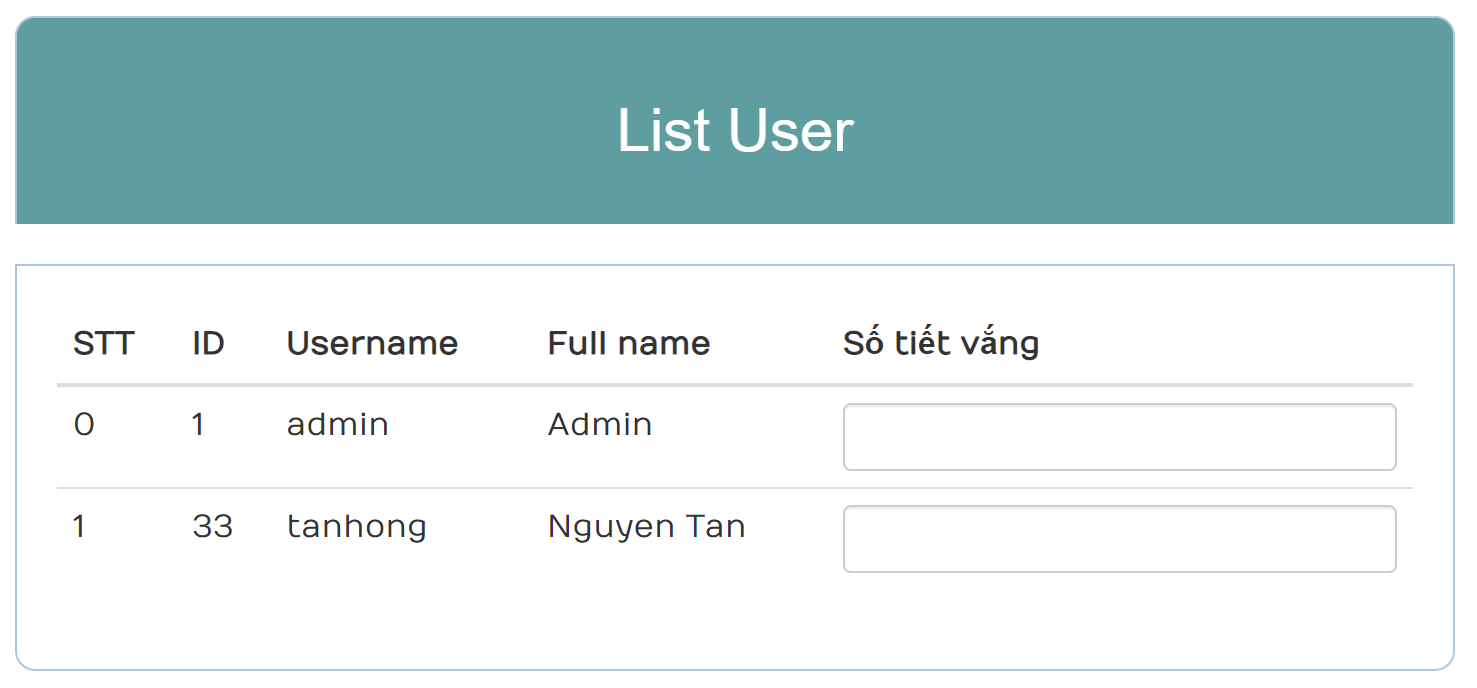 List User
STT ID Username Full name Số tiết vắng
0 1 admin Admin
1 33 tanhong Nguyen Tan